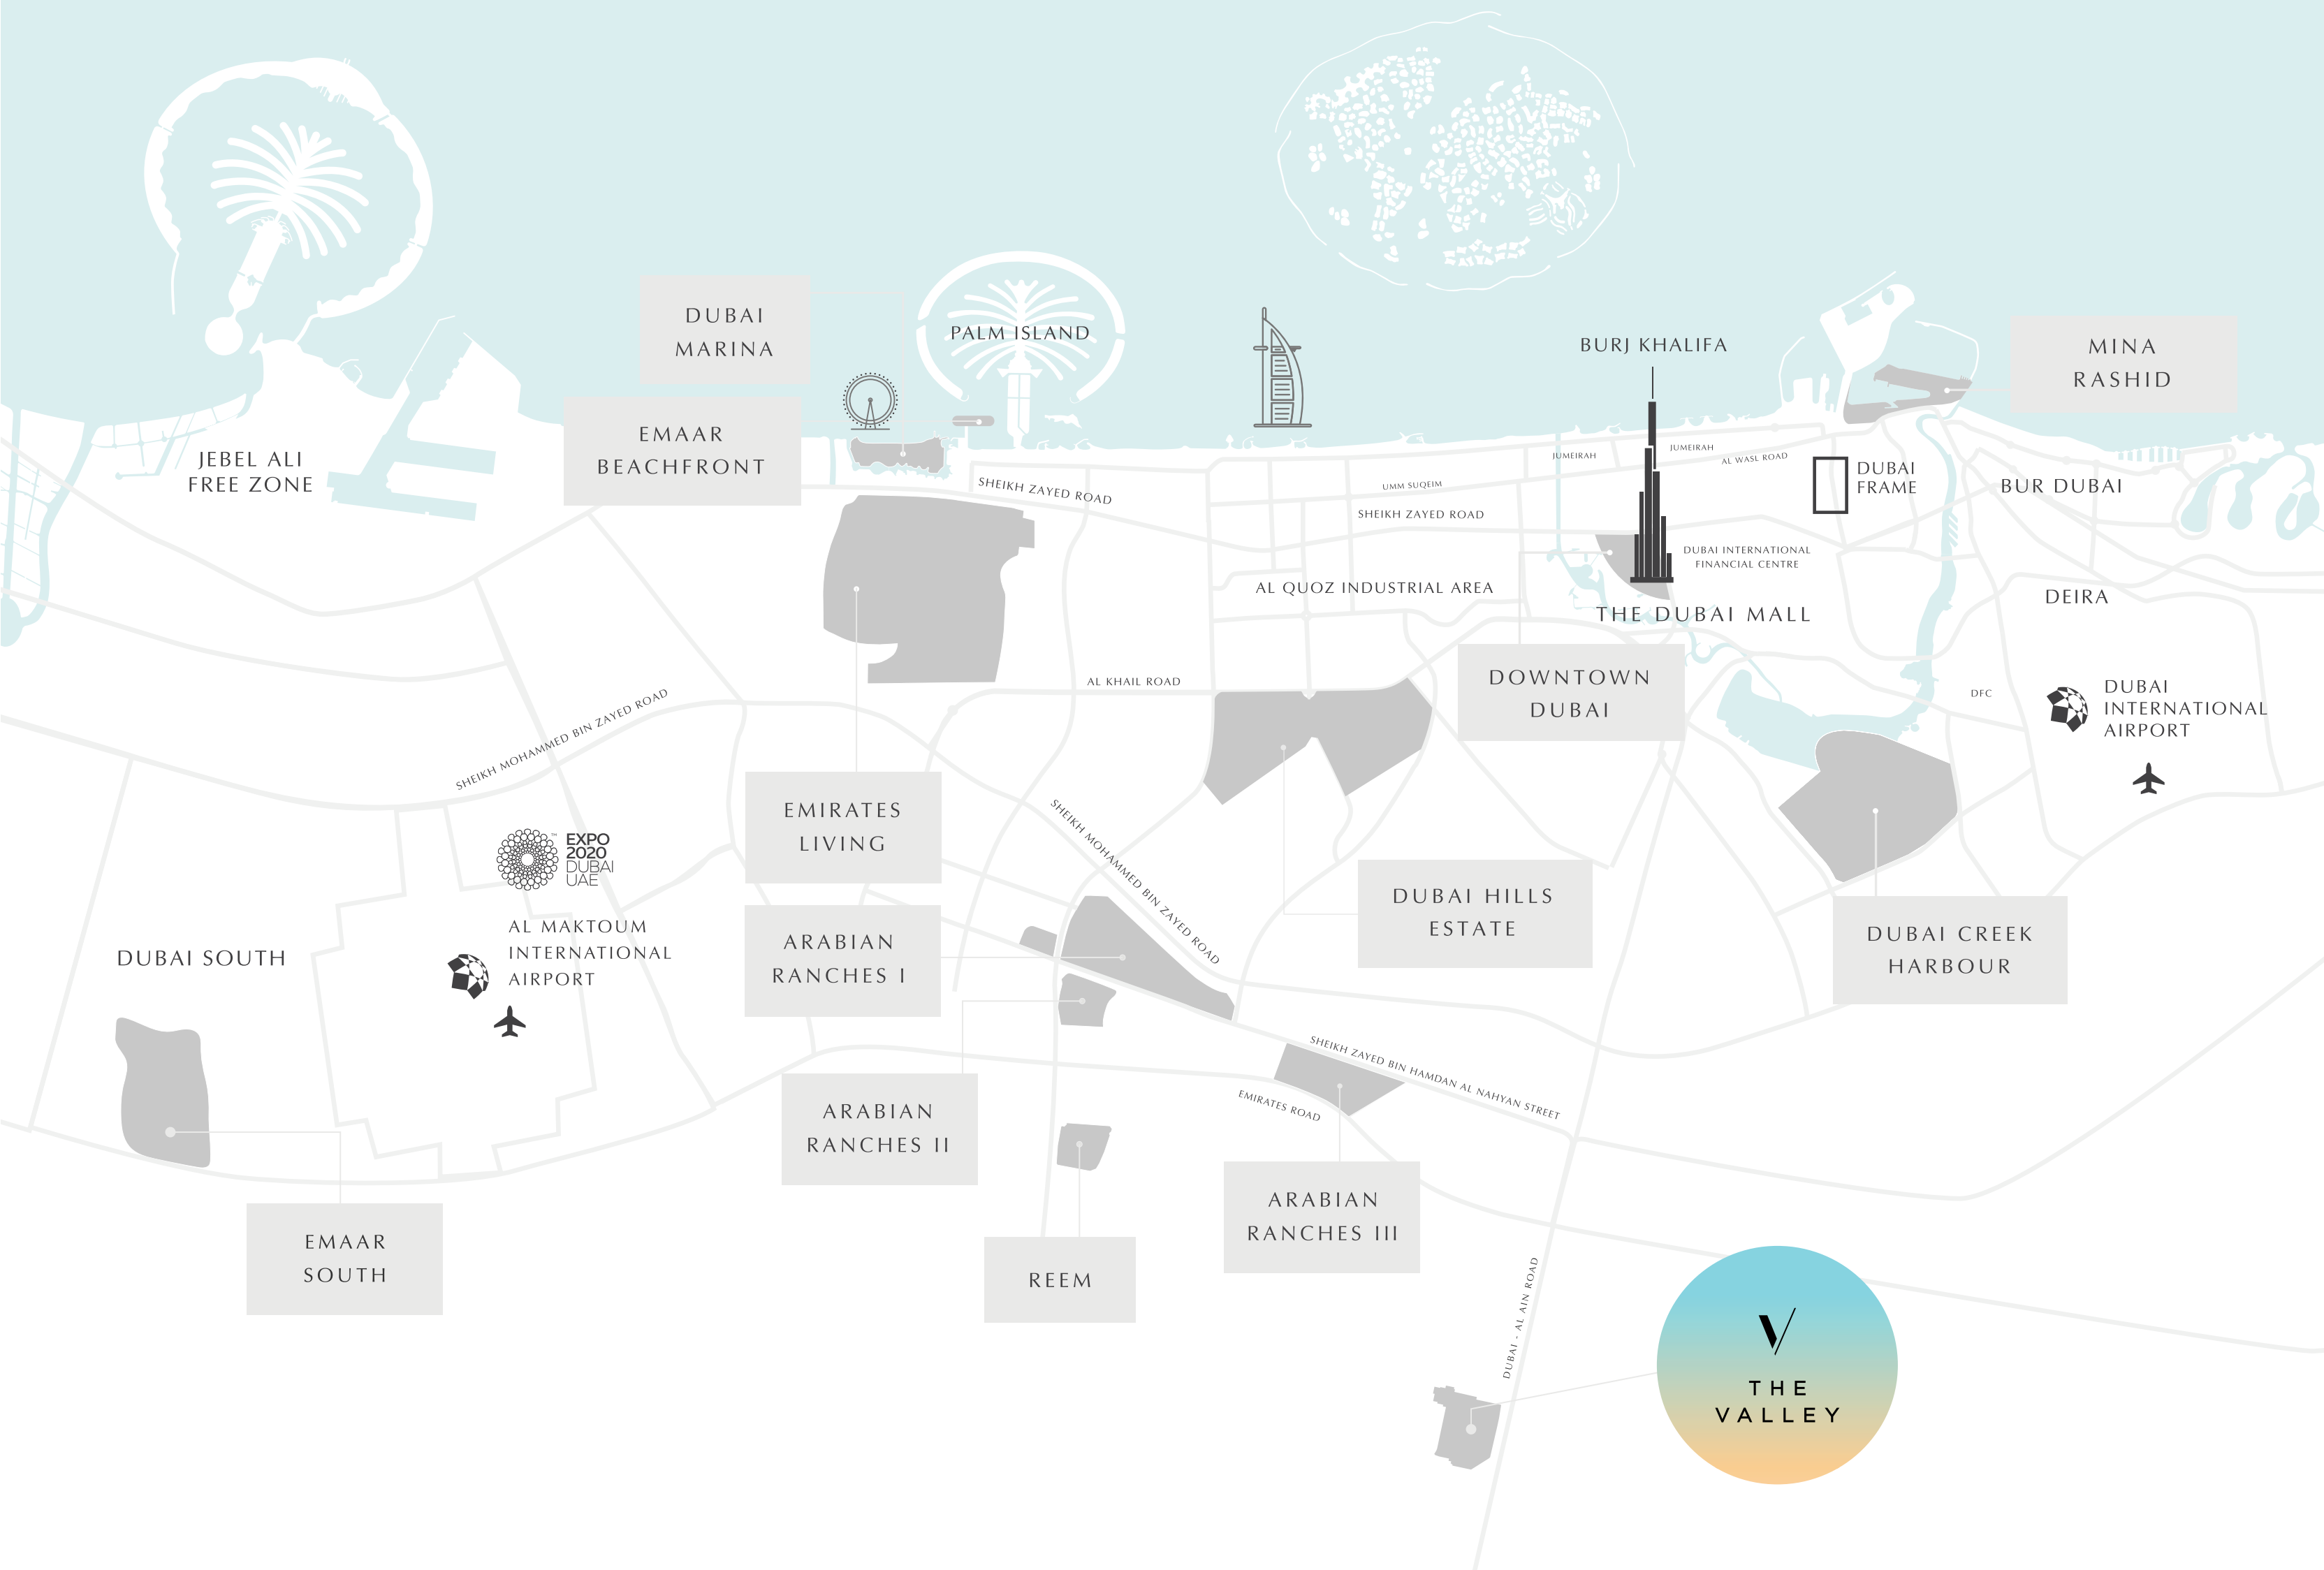 DUBAI
MARINA
PALM ISLAND
BURJ KHALIFA
MINA
RASHID
EMAAR
BEACHFRONT
JEBEL ALI
FREE ZONE
SHEIKH ZAYED ROAD
UMM SUQEIM
SHEIKH ZAYED ROAD
JUMEIRAH
JUMEIRAH
AL WASL ROAD
DUBAI
FRAME
BUR DUBAI
DUBAI INTERNATIONAL
FINANCIAL CENTRE
AL QUOZ INDUSTRIAL AREA
THE DUBAI MALL
DEIRA
DOWNTOWN
DUBAI
AL KHAIL ROAD
DFC
DUBAI
INTERNATIONAL
AIRPORT
SHEIKH MOHAMMED BIN ZAYED ROAD
EMIRATES
LIVING
SHEIKH MOHAMMED BIN ZAYED ROAD
EXPO
2020
DUBAI
UAE
™
DUBAI HILLS
ESTATE
DUBAI CREEK
HARBOUR
ARABIAN
RANCHES I
AL MAKTOUM
INTERNATIONAL
AIRPORT
DUBAI SOUTH
SHEIKH ZAYED BIN HAMDAN AL NAHYAN STREET
EMIRATES ROAD
ARABIAN
RANCHES II
ARABIAN
RANCHES III
EMAAR
SOUTH
REEM
DUBAI - AL AIN ROAD
V
THE
VALLEY